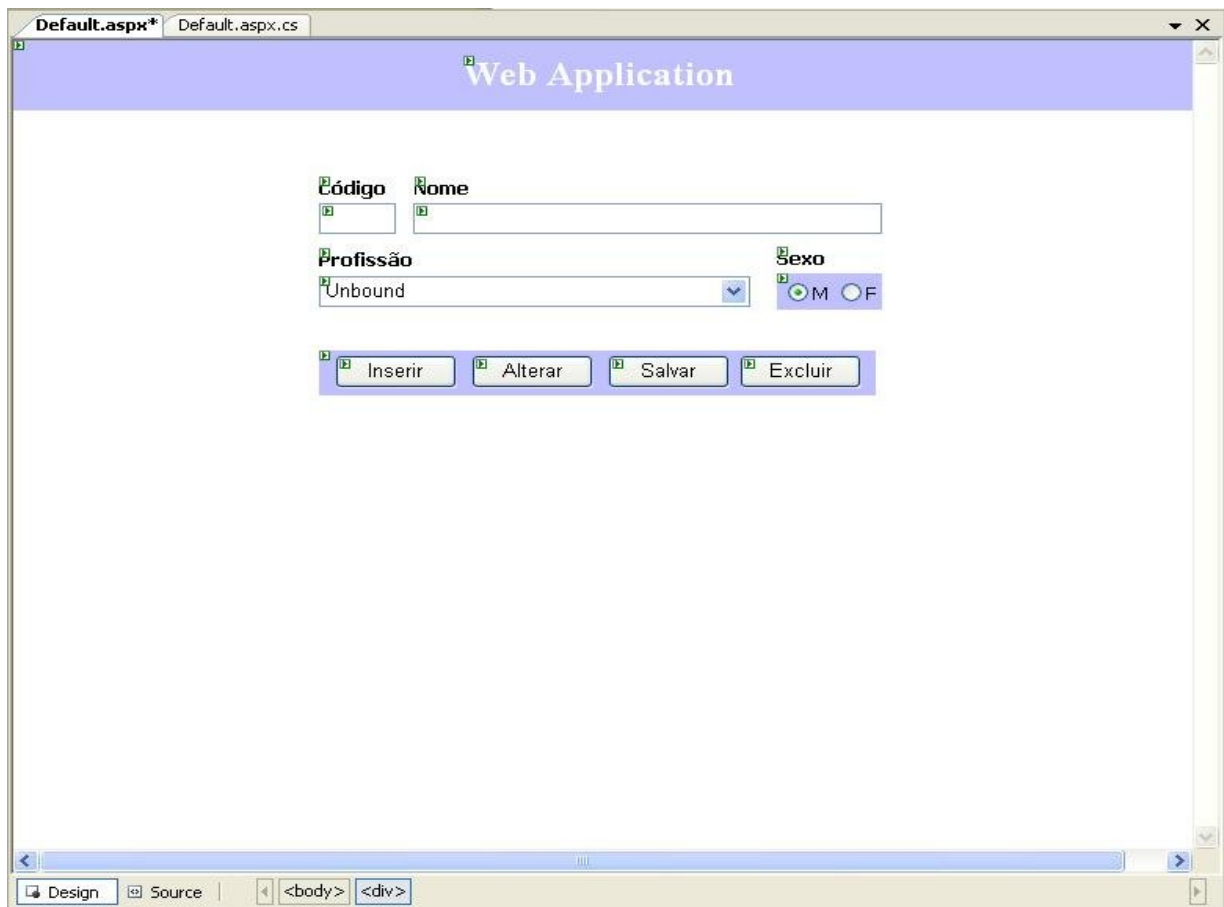 Default.aspx* Default.aspx.cs
Web Application
Código Nome
Profissão Sexo
Unbound M F
Inserir Alterar Salvar Excluir
Design Source <body> <div>